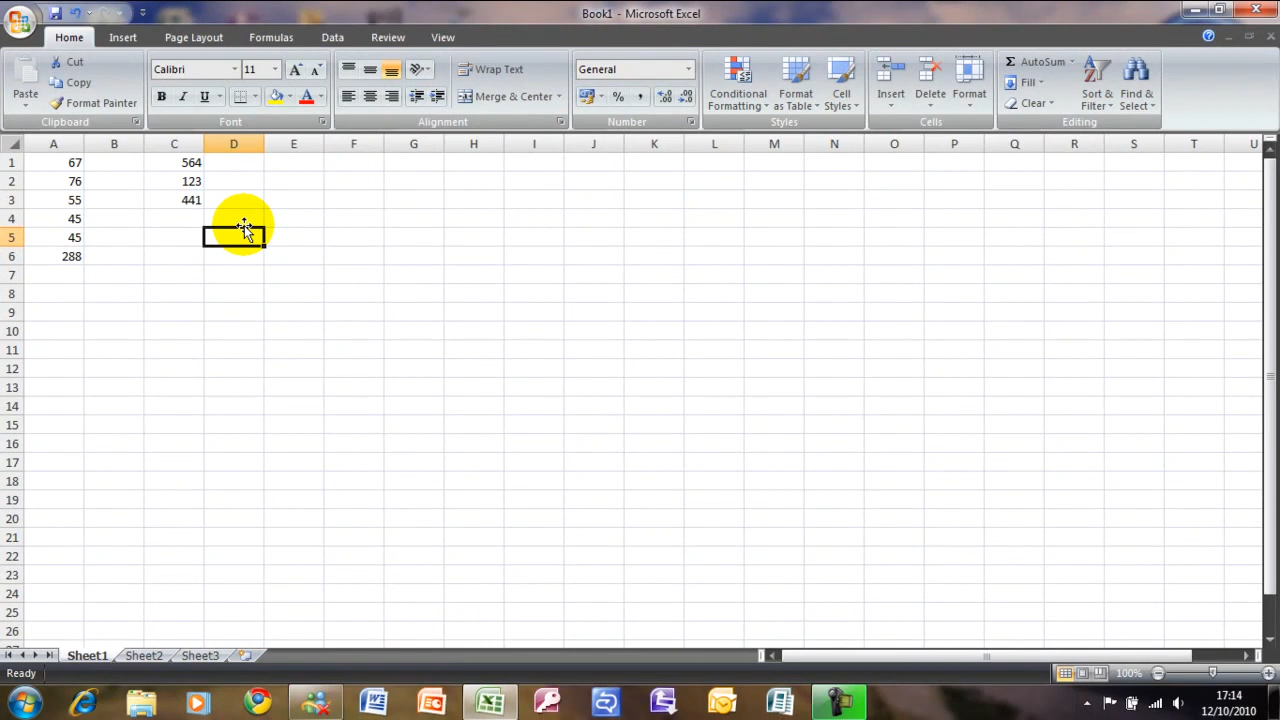 Book1 - Microsoft Excel
Home Insert Page Layout Formulas Data Review View
Paste
Cut
Copy
Format Painter
Clipboard
Calibri 11
B I U
Font
Wrap Text
Merge & Center
Alignment
General
%
Number
Conditional Formatting
Format as Table
Cell Styles
Styles
Insert Delete Format
Cells
Σ AutoSum
Fill
Clear
Sort & Filter
Find & Select
Editing
A B C D E F G H I J K L M N O P Q R S T U
1 67 564
2 76 123
3 55 441
4 45
5 45
6 288
7
8
9
10
11
12
13
14
15
16
17
18
19
20
21
22
23
24
25
26
Sheet1 Sheet2 Sheet3
Ready
100%
17:14
12/10/2010